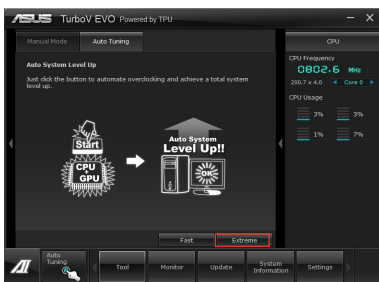 ASUS TurboV EVO Powered by TPU
Manual Mode
Auto Tuning
Auto System Level Up
Just click the button to automate overclocking and achieve a total system
level up.
Start
CPU
+
GPU
Auto System
Level Up!!
OK
Fast
Extreme
CPU
CPU Frequency
0802.6 MHz
200.7 x 4.0
Core 0
CPU Usage
3%
3%
1%
7%
Auto
Tuning
Tool
Monitor
Update
System
Information
Settings